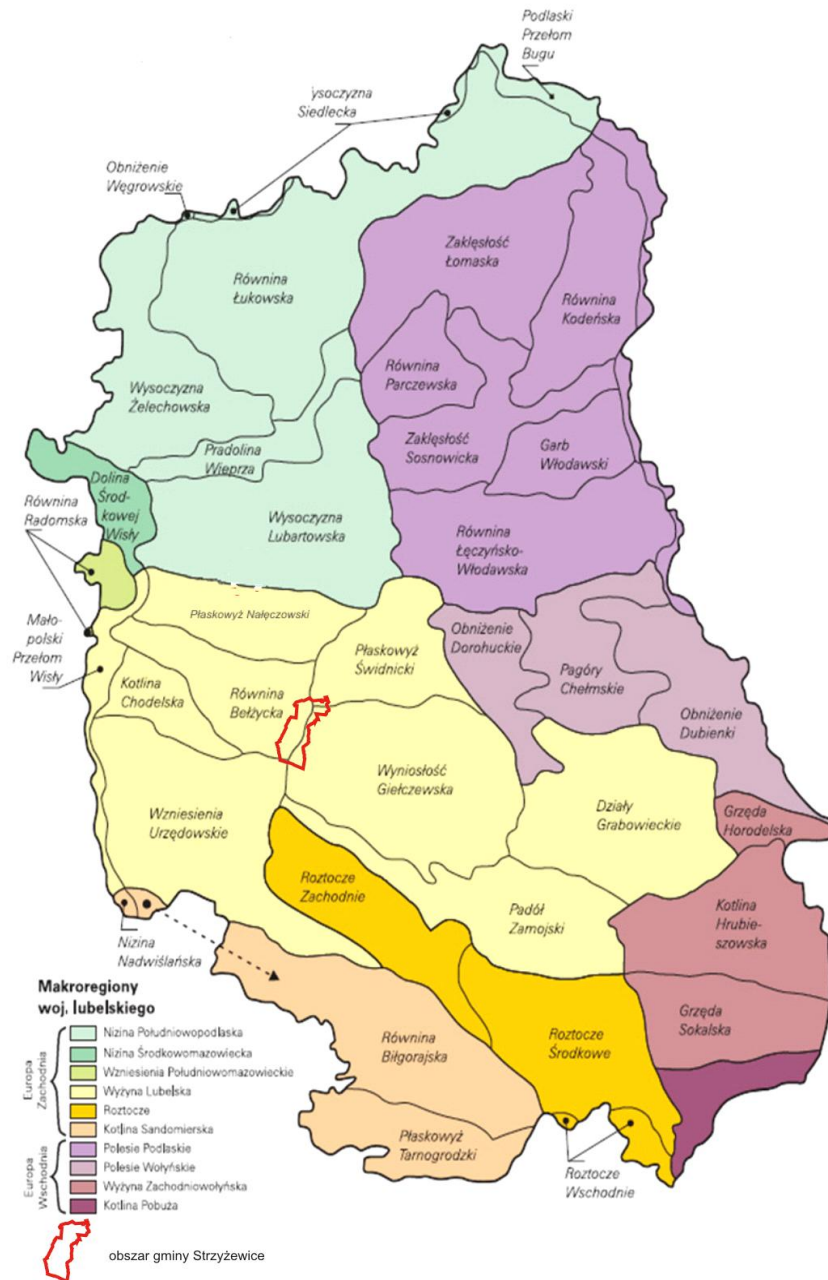 Podlaski
Przełom
Bugu
ysoczyzna
Siedlecka
Obniżenie
Węgrowskie
Zaklęsłość
Łomaska
Równina
Łukowska
Równina
Kodeńska
Równina
Parczewska
Wysoczyzna
Żelechowska
Pradolina
Wieprza
Zaklęsłość
Sosnowicka
Garb
Włodawski
Dolina
Środ-
kowej
Wisły
Równina
Radomska
Wysoczyzna
Lubartowska
Równina
Łęczyńsko-
Włodawska
Płaskowyż Nałęczowski
Mało-
polski
Przełom
Wisły
Płaskowyż
Świdnicki
Obniżenie
Dorohuckie
Pagóry
Chełmskie
Kotlina
Chodelska
Równina
Bełżycka
Obniżenie
Dubienki
Wyniosłość
Giełczewska
Wzniesienia
Urzędowskie
Działy
Grabowieckie
Grzęda
Horodelska
Roztocze
Zachodnie
Padół
Zamojski
Kotlina
Hrubie-
szowska
Nizina
Nadwiślańska
Grzęda
Sokalska
Równina
Biłgorajska
Roztocze
Środkowe
Płaskowyż
Tarnogrodzki
Roztocze
Wschodnie
Makroregiony
woj. lubelskiego
Europa
Zachodnia
Nizina Południowopodlaska
Nizina Środkowomazowiecka
Wzniesienia Południowomazowieckie
Wyżyna Lubelska
Roztocze
Kotlina Sandomierska
Europa
Wschodnia
Polesie Podlaskie
Polesie Wołyńskie
Wyżyna Zachodniowołyńska
Kotlina Pobuża
obszar gminy Strzyżewice